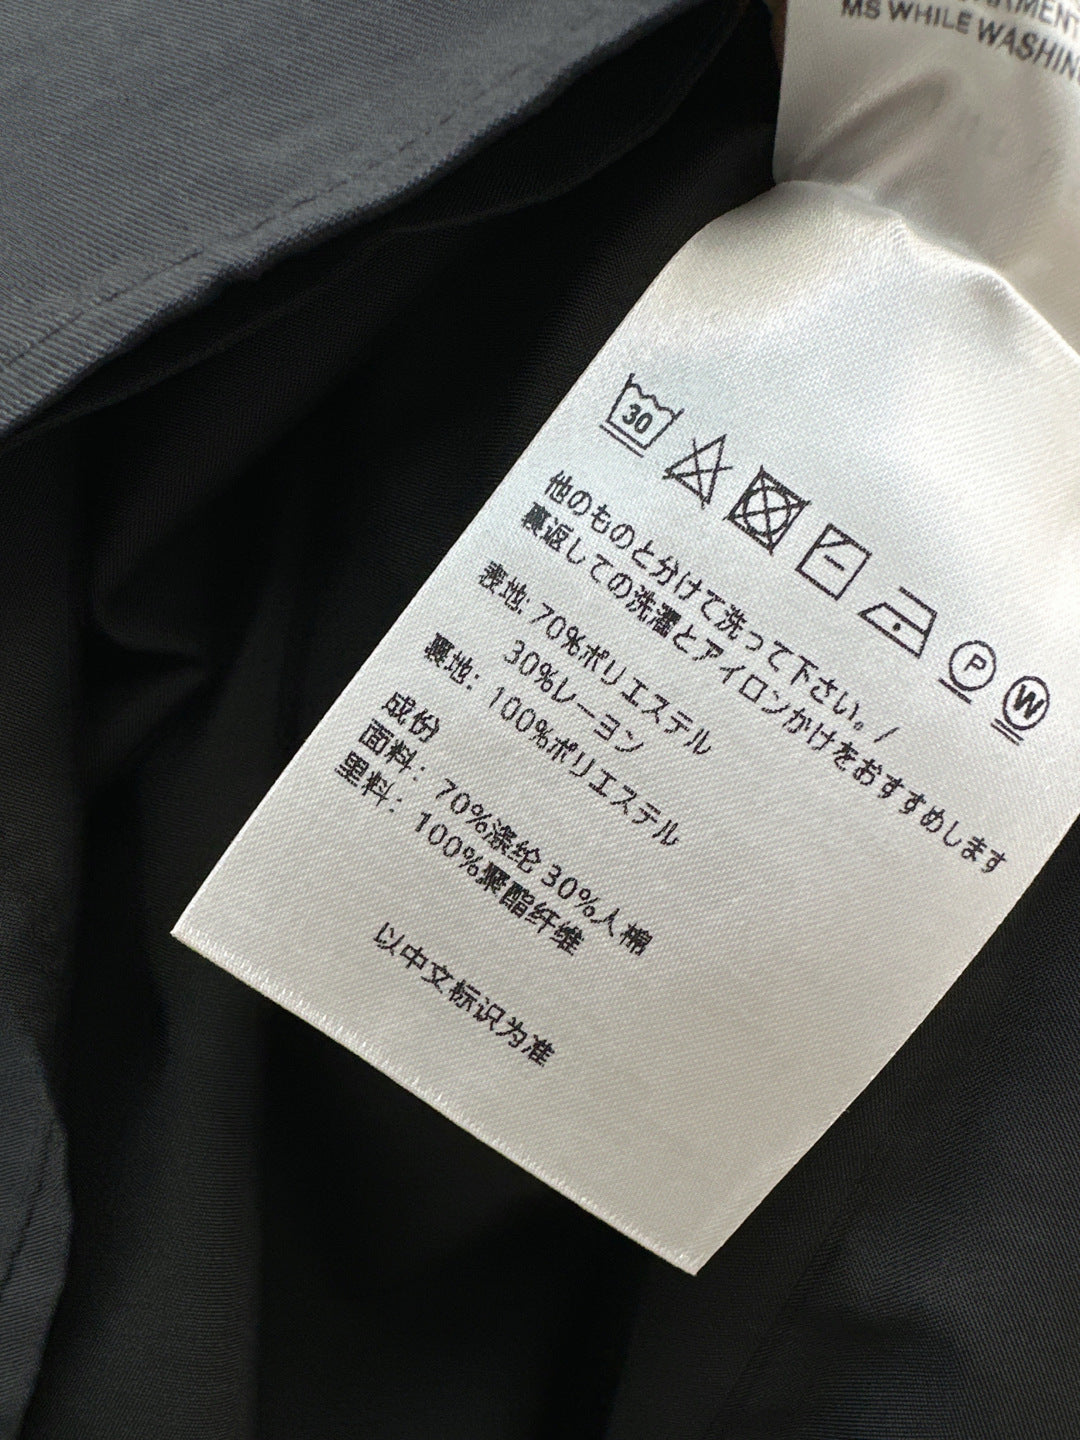 MS WHILE WASHIN
30
P
W
他のものと分けて洗って下さい。/
裏返しての洗濯とアイロンかけをおすすめします
表地: 70%ポリエステル
30%レーヨン
裏地: 100%ポリエステル
成份
面料: 70%涤纶 30%人棉
里料: 100%聚酯纤维
以中文标识为准